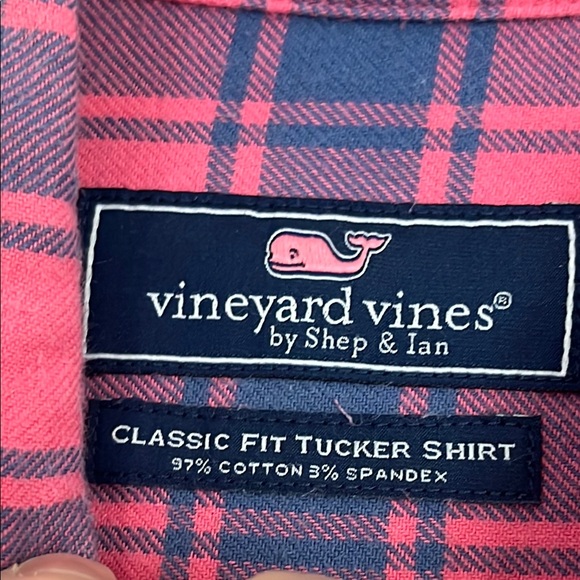 vineyard vines®
by Shep & Ian
CLASSIC FIT TUCKER SHIRT
97% COTTON 3% SPANDEX